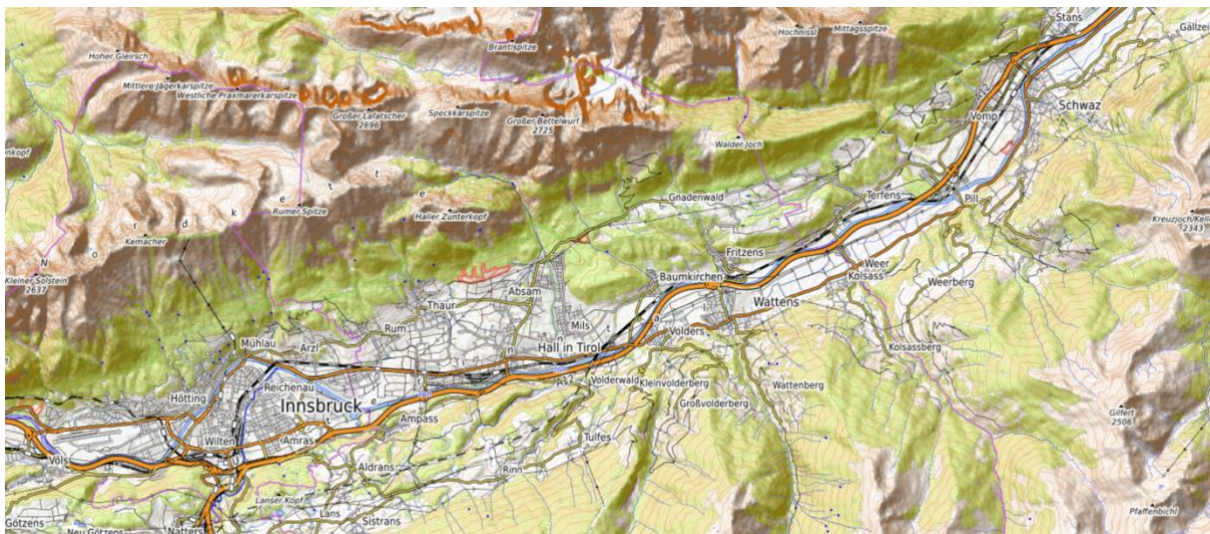 Stans
Gallzei
Hoher Gleirsch
Brantlspitze
Hochnissl
Mittagsspitze
Mittlere Jägerkarspitze
Westliche Praxmarerkarspitze
Großer Lafatscher
2696
Speckkarspitze
Großer Bettelwurf
2725
Schwaz
Vomp
Walder Joch
enkopf
N o r d k e t t e
Rumer Spitze
Haller Zunterkopf
Gnadenwald
Terfens
Pill
Kreuzjoch/Kelle
2343
Kemacher
Kleiner Solstein
2637
Fritzens
Baumkirchen
Weer
Kolsass
Weerberg
Wattens
Absam
Thaur
Rum
Arzl
Mühlau
Mils
Hall in Tirol
Volders
I n n t a l
Kolsassberg
Reichenau
Hötting
Innsbruck
A12
Volderwald
Kleinvolderberg
Wattenberg
Großvolderberg
Ampass
Gilfert
2506
Wilten
Amras
Tulfes
Völs
Aldrans
Rinn
Lanser Kopf
Lans
Sistrans
Götzens
Neu Götzens
Natters
Pfaffenbichl